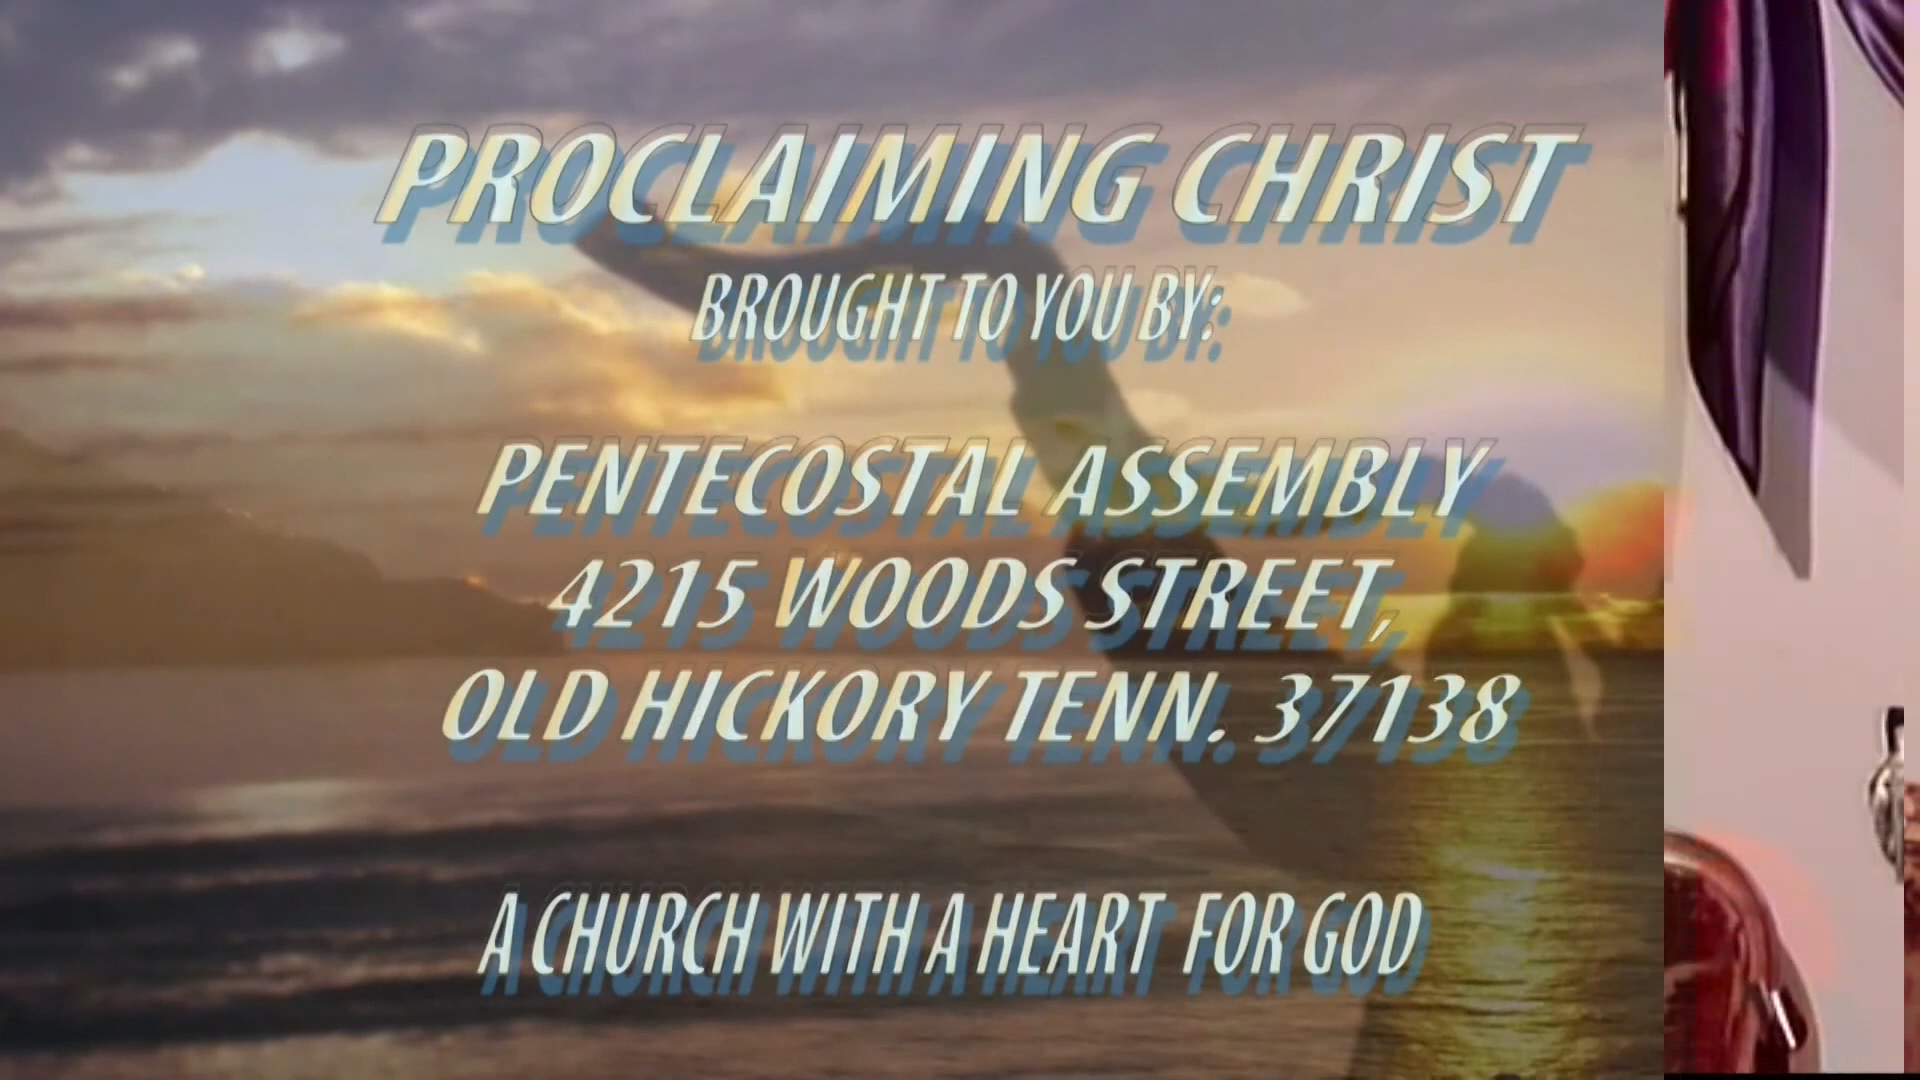 PROCLAIMING CHRIST
BROUGHT TO YOU BY:
PENTECOSTAL ASSEMBLY
4215 WOODS STREET,
OLD HICKORY TENN. 37138
A CHURCH WITH A HEART FOR GOD